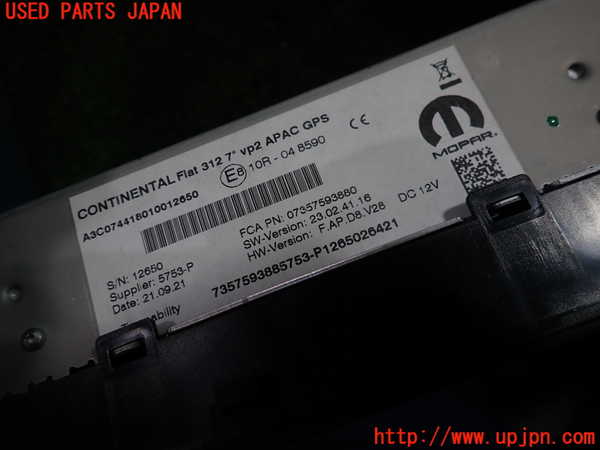 USED PARTS JAPAN
CONTINENTAL Fiat 312 7" vp2 APAC GPS
A3C074418010012650
E8 10R - 04 8590
CE
MOPAR
FCA PN: 07357593880
SW-Version: 23.02.41.16
HW-Version: F.AP.D8.V28
DC 12V
S/N: 12650
Supplier: 5753-P
Date: 21.09.21
7357593885753-P1265026421
http://www.upjpn.com/